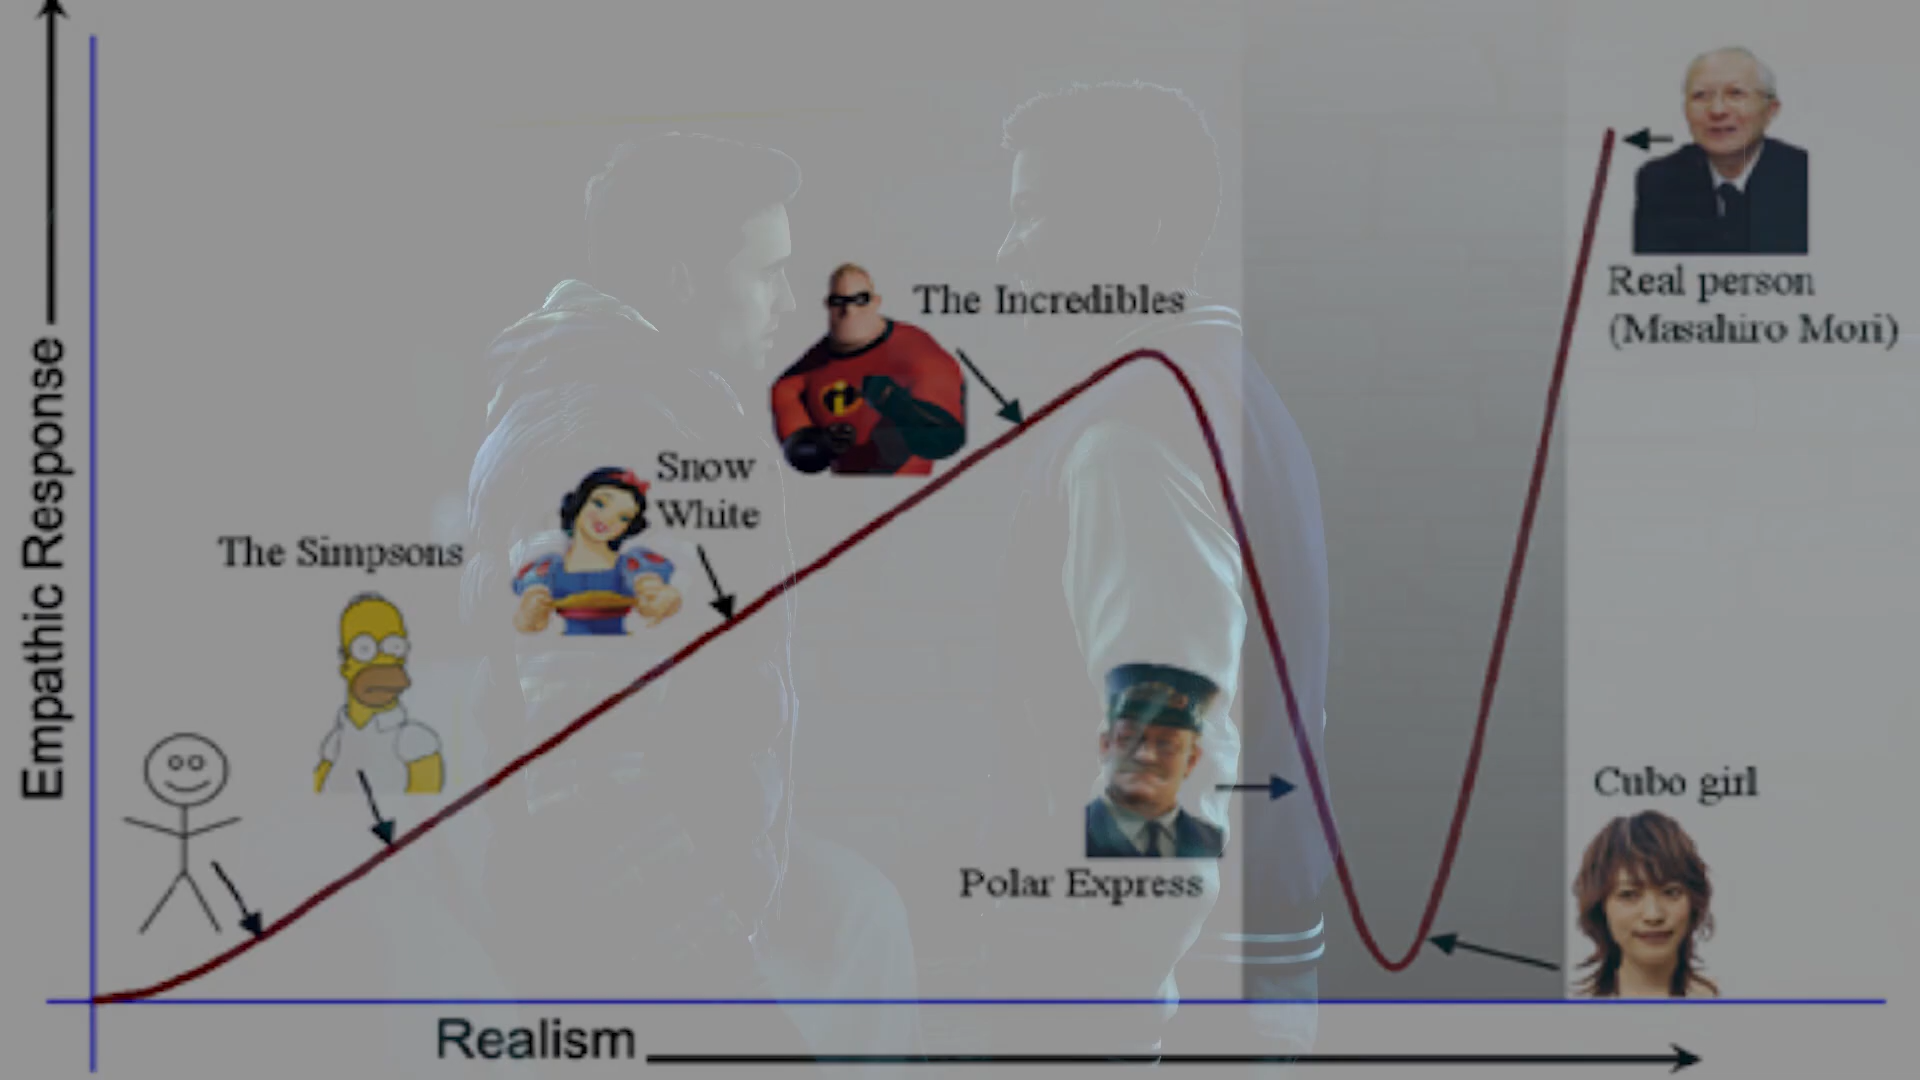 Empathic Response
The Simpsons
Snow
White
The Incredibles
Polar Express
Real person
(Masahiro Mori)
Cubo girl
Realism